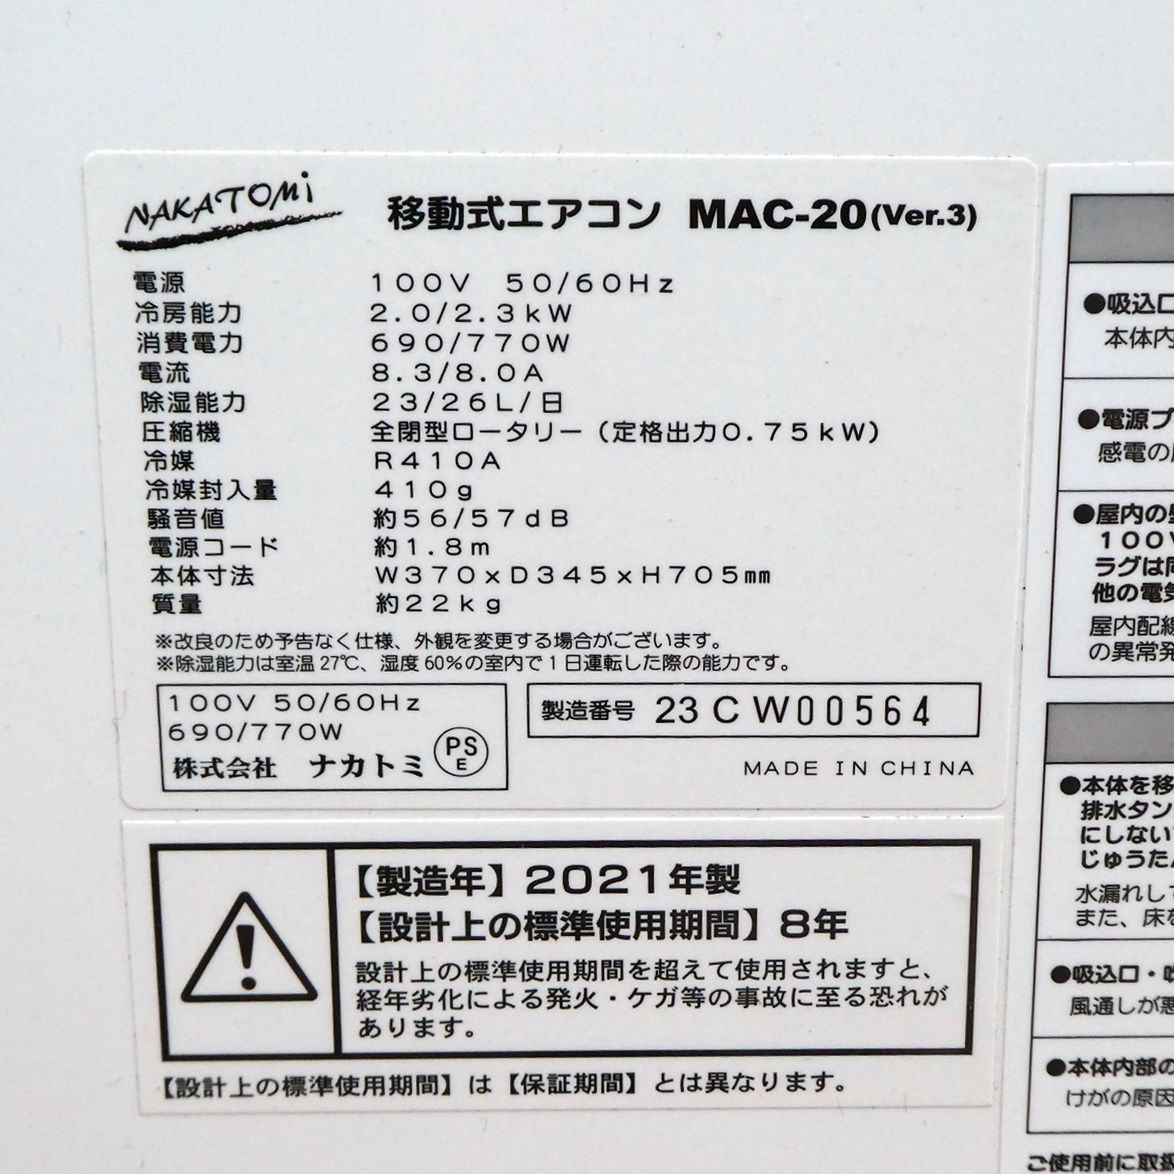 NAKATOMI 移動式エアコン MAC-20(Ver.3)
電源 100V 50/60Hz
冷房能力 2.0/2.3kW
消費電力 690/770W
電流 8.3/8.0A
除湿能力 23/26L/日
圧縮機 全閉型ロータリー(定格出力0.75kW)
冷媒 R410A
冷媒封入量 410g
騒音値 約56/57dB
電源コード 約1.8m
本体寸法 W370xD345xH705mm
質量 約22kg
※改良のため予告なく仕様、外観を変更する場合がございます。
※除湿能力は室温27℃、湿度60%の室内で1日運転した際の能力です。
100V 50/60Hz
690/770W
株式会社 ナカトミ
PS
E
製造番号 23CW00564
MADE IN CHINA
【製造年】2021年製
【設計上の標準使用期間】8年
設計上の標準使用期間を超えて使用されますと、
経年劣化による発火・ケガ等の事故に至る恐れが
あります。
【設計上の標準使用期間】は【保証期間】とは異なります。
●吸込口
本体内
●電源プ
感電の
●屋内の
100V
ラグは
他の電気
屋内配線
の異常発
●本体を移
排水タン
にしない
じゅうたん
水漏れして
また、床を
●吸込口・
風通しが悪
●本体内部の
けがの原因
ご使用前に取扱